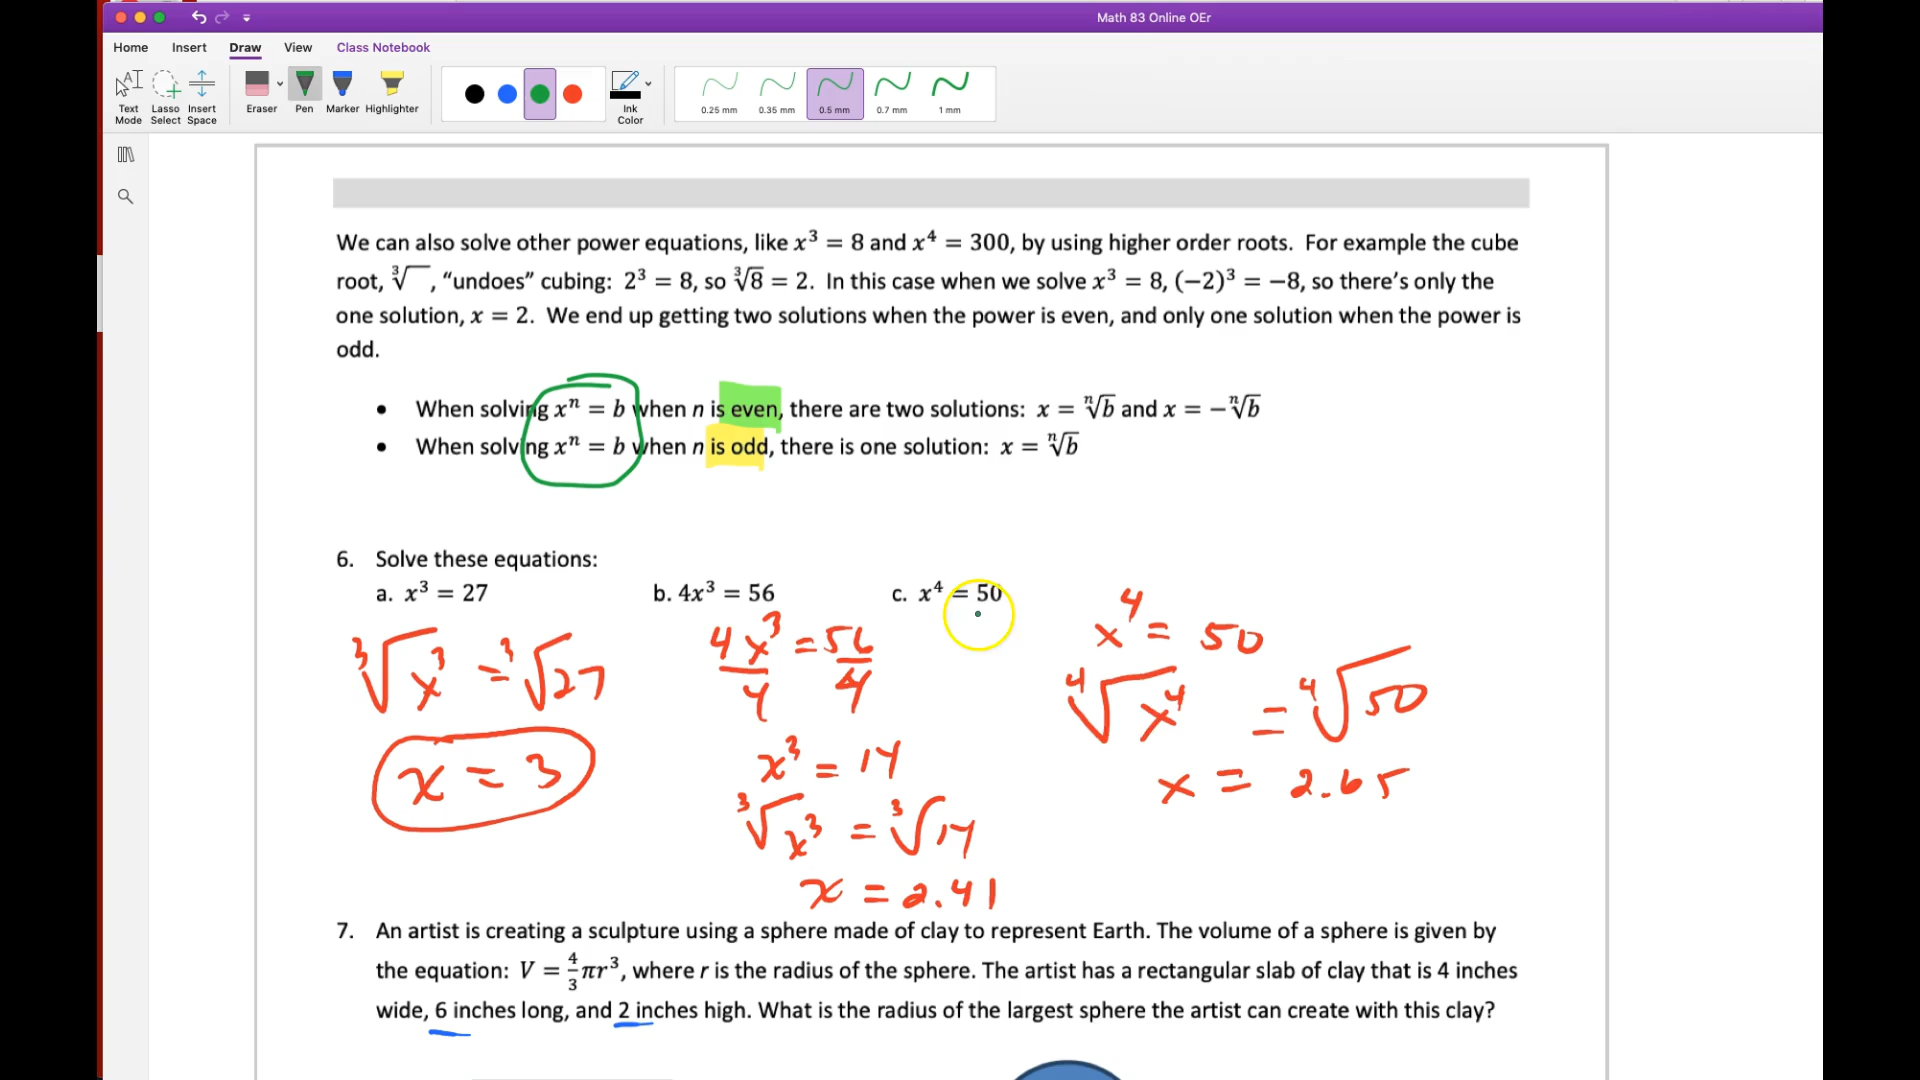 Math 83 Online OEr
Home Insert Draw View Class Notebook
Text Mode Lasso Select Insert Space Eraser Pen Marker Highlighter Ink Color 0.25 mm 0.35 mm 0.5 mm 0.7 mm 1 mm
We can also solve other power equations, like x³ = 8 and x⁴ = 300, by using higher order roots. For example the cube
root, ∛ , “undoes” cubing: 2³ = 8, so ∛8 = 2. In this case when we solve x³ = 8, (−2)³ = −8, so there’s only the
one solution, x = 2. We end up getting two solutions when the power is even, and only one solution when the power is
odd.
• When solving xⁿ = b when n is even, there are two solutions: x = ⁿ√b and x = −ⁿ√b
• When solving xⁿ = b when n is odd, there is one solution: x = ⁿ√b
6. Solve these equations:
a. x³ = 27 b. 4x³ = 56 c. x⁴ = 50
∛x³ = ∛27
x = 3
4x³/4 = 56/4
x³ = 14
∛x³ = ∛14
x = 2.41
x⁴ = 50
∜x⁴ = ∜50
x = 2.65
7. An artist is creating a sculpture using a sphere made of clay to represent Earth. The volume of a sphere is given by
the equation: V = 4/3 πr³, where r is the radius of the sphere. The artist has a rectangular slab of clay that is 4 inches
wide, 6 inches long, and 2 inches high. What is the radius of the largest sphere the artist can create with this clay?